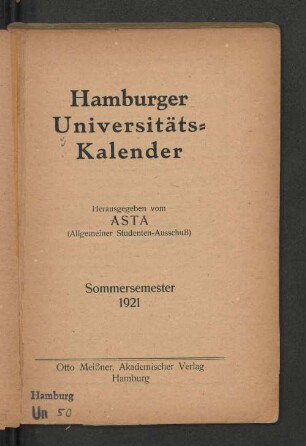 Hamburger
Universitäts=
Kalender
Herausgegeben vom
ASTA
(Allgemeiner Studenten-Ausschuß)
Sommersemester
1921
Otto Meißner, Akademischer Verlag
Hamburg
Hamburg
Un 50